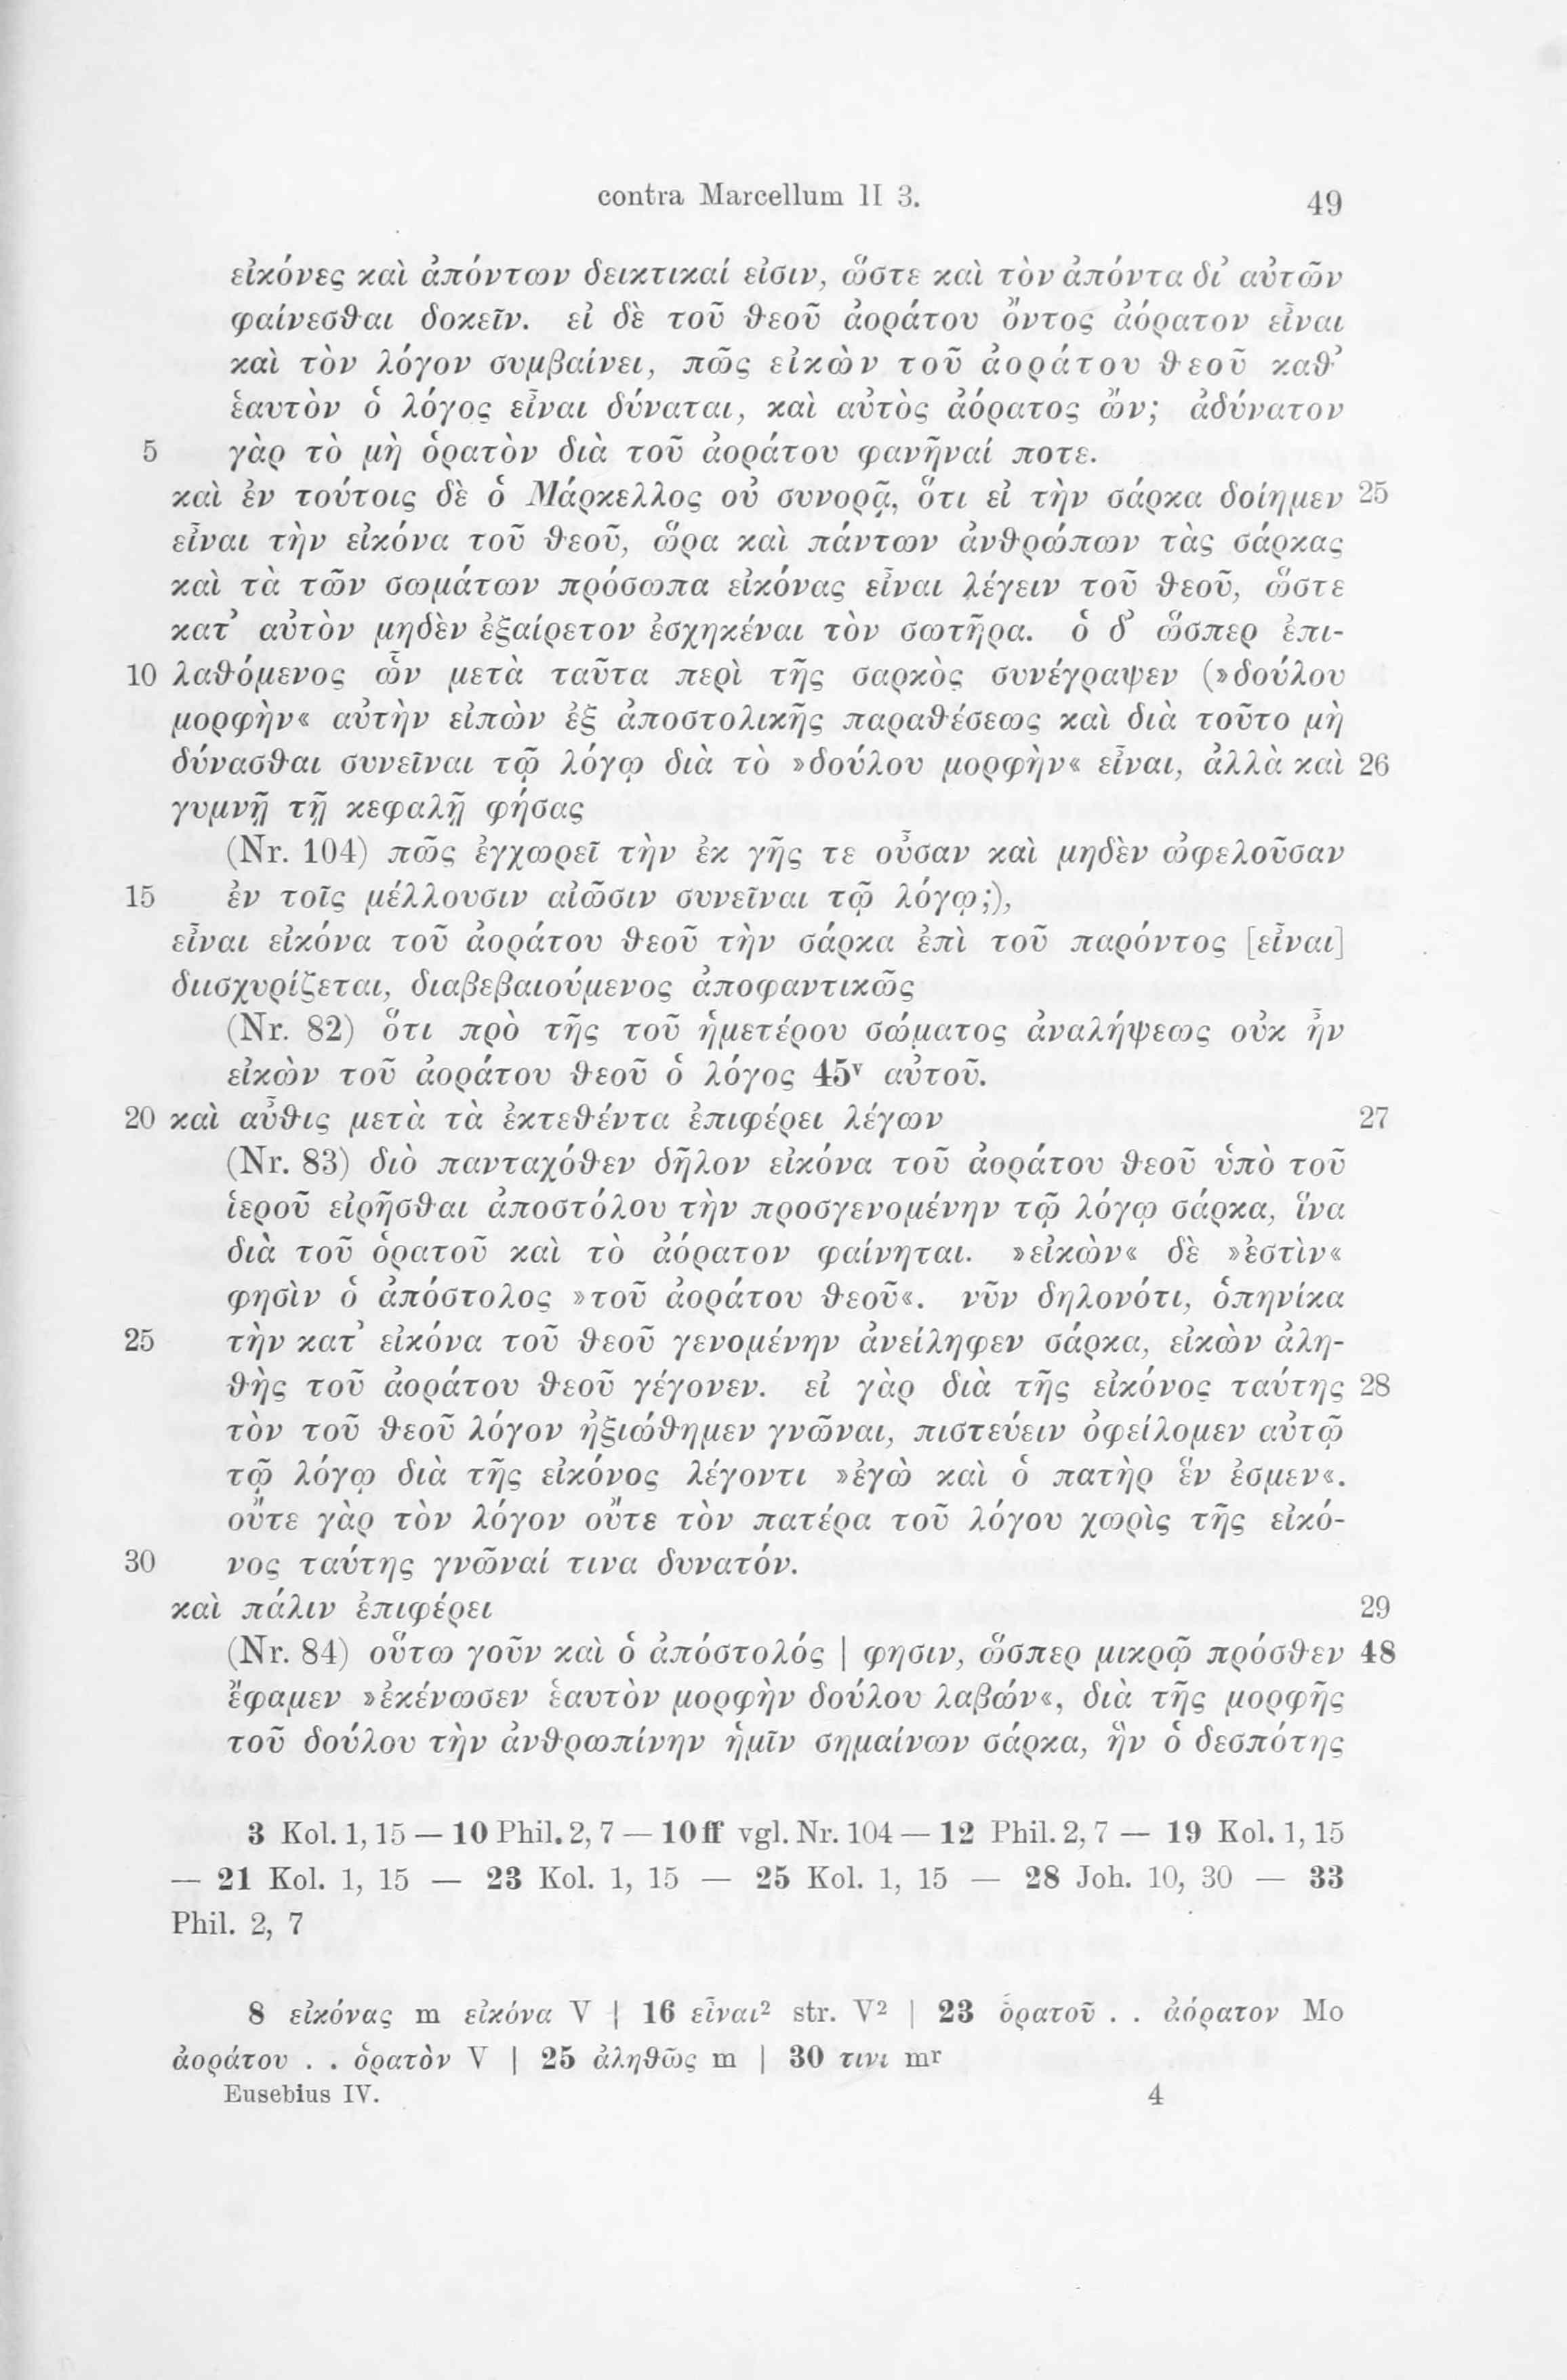 contra Marcellum II 3. 49
εἰκόνες καὶ ἀπόντων δεικτικαί εἰσιν, ὥστε καὶ τὸν ἀπόντα δι’ αὐτῶν
φαίνεσθαι δοκεῖν. εἰ δὲ τοῦ θεοῦ ἀοράτου ὄντος ἀόρατον εἶναι
καὶ τὸν λόγον συμβαίνει, πῶς εἰκὼν τοῦ ἀοράτου θεοῦ καθ’
ἑαυτὸν ὁ λόγος εἶναι δύναται, καὶ αὐτὸς ἀόρατος ὤν; ἀδύνατον
5 γὰρ τὸ μὴ ὁρατὸν διὰ τοῦ ἀοράτου φανῆναί ποτε.
καὶ ἐν τούτοις δὲ ὁ Μάρκελλος οὐ συνορᾷ, ὅτι εἰ τὴν σάρκα δοίημεν 25
εἶναι τὴν εἰκόνα τοῦ θεοῦ, ὥρα καὶ πάντων ἀνθρώπων τὰς σάρκας
καὶ τὰ τῶν σωμάτων πρόσωπα εἰκόνας εἶναι λέγειν τοῦ θεοῦ, ὥστε
κατ’ αὐτὸν μηδὲν ἐξαίρετον ἐσχηκέναι τὸν σωτῆρα. ὁ δ’ ὥσπερ ἐπι-
10 λαθόμενος ὧν μετὰ ταῦτα περὶ τῆς σαρκὸς συνέγραψεν (»δούλου
μορφὴν« αὐτὴν εἰπὼν ἐξ ἀποστολικῆς παραθέσεως καὶ διὰ τοῦτο μὴ
δύνασθαι συνεῖναι τῷ λόγῳ διὰ τὸ »δούλου μορφὴν« εἶναι, ἀλλὰ καὶ 26
γυμνῇ τῇ κεφαλῇ φήσας
(Nr. 104) πῶς ἐγχωρεῖ τὴν ἐκ γῆς τε οὖσαν καὶ μηδὲν ὠφελοῦσαν
15 ἐν τοῖς μέλλουσιν αἰῶσιν συνεῖναι τῷ λόγῳ;),
εἶναι εἰκόνα τοῦ ἀοράτου θεοῦ τὴν σάρκα ἐπὶ τοῦ παρόντος [εἶναι]
διισχυρίζεται, διαβεβαιούμενος ἀποφαντικῶς
(Nr. 82) ὅτι πρὸ τῆς τοῦ ἡμετέρου σώματος ἀναλήψεως οὐκ ἦν
εἰκὼν τοῦ ἀοράτου θεοῦ ὁ λόγος 45ᵛ αὐτοῦ.
20 καὶ αὖθις μετὰ τὰ ἐκτεθέντα ἐπιφέρει λέγων 27
(Nr. 83) διὸ πανταχόθεν δῆλον εἰκόνα τοῦ ἀοράτου θεοῦ ὑπὸ τοῦ
ἱεροῦ εἰρῆσθαι ἀποστόλου τὴν προσγενομένην τῷ λόγῳ σάρκα, ἵνα
διὰ τοῦ ὁρατοῦ καὶ τὸ ἀόρατον φαίνηται. »εἰκὼν« δὲ »ἐστὶν«
φησὶν ὁ ἀπόστολος »τοῦ ἀοράτου θεοῦ«. νῦν δηλονότι, ὁπηνίκα
25 τὴν κατ’ εἰκόνα τοῦ θεοῦ γενομένην ἀνείληφεν σάρκα, εἰκὼν ἀλη-
θὴς τοῦ ἀοράτου θεοῦ γέγονεν. εἰ γὰρ διὰ τῆς εἰκόνος ταύτης 28
τὸν τοῦ θεοῦ λόγον ἠξιώθημεν γνῶναι, πιστεύειν ὀφείλομεν αὐτῷ
τῷ λόγῳ διὰ τῆς εἰκόνος λέγοντι »ἐγὼ καὶ ὁ πατὴρ ἕν ἐσμεν«.
οὔτε γὰρ τὸν λόγον οὔτε τὸν πατέρα τοῦ λόγου χωρὶς τῆς εἰκό-
30 νος ταύτης γνῶναί τινα δυνατόν.
καὶ πάλιν ἐπιφέρει 29
(Nr. 84) οὕτω γοῦν καὶ ὁ ἀπόστολός | φησιν, ὥσπερ μικρῷ πρόσθεν 48
ἔφαμεν »ἐκένωσεν ἑαυτὸν μορφὴν δούλου λαβών«, διὰ τῆς μορφῆς
τοῦ δούλου τὴν ἀνθρωπίνην ἡμῖν σημαίνων σάρκα, ἣν ὁ δεσπότης
3 Kol. 1, 15 — 10 Phil. 2, 7 — 10 ff vgl. Nr. 104 — 12 Phil. 2, 7 — 19 Kol. 1, 15
— 21 Kol. 1, 15 — 23 Kol. 1, 15 — 25 Kol. 1, 15 — 28 Joh. 10, 30 — 33
Phil. 2, 7
8 εἰκόνας m εἰκόνα V | 16 εἶναι² str. V² | 23 ὁρατοῦ . . ἀόρατον Mo
ἀοράτου . . ὁρατὸν V | 25 ἀληθῶς m | 30 τινι mʳ
Eusebius IV. 4